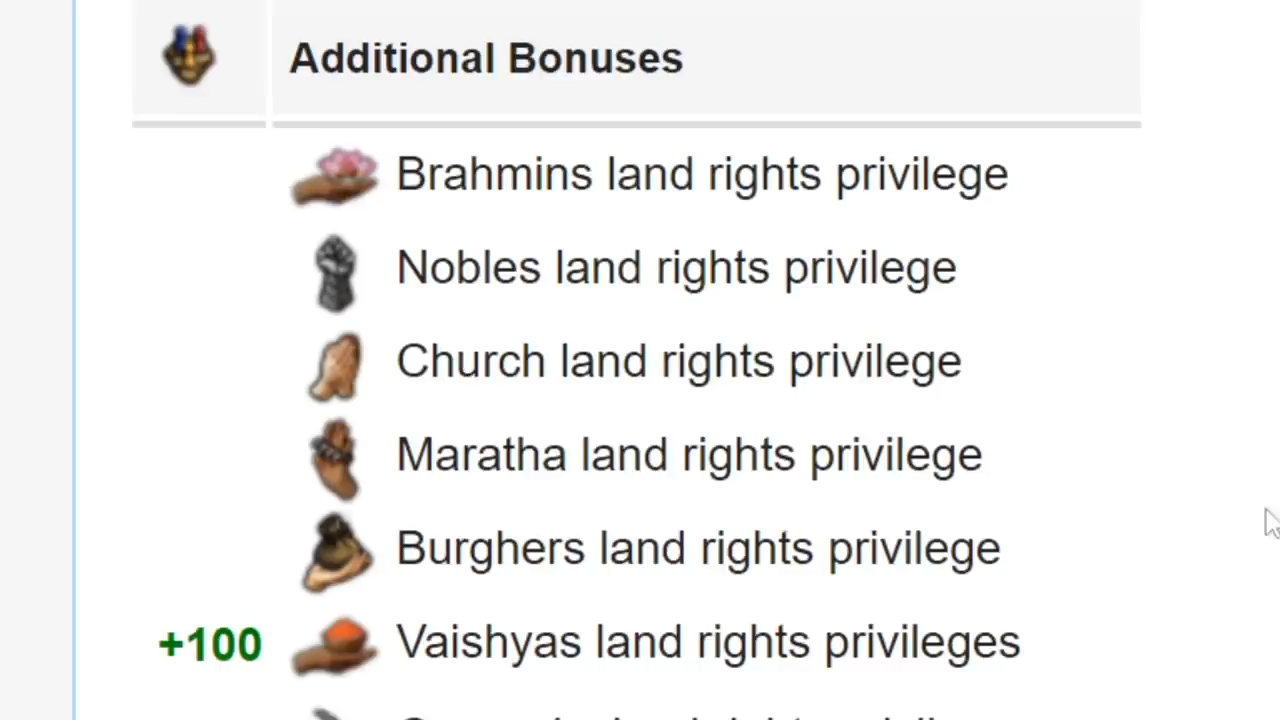 Additional Bonuses
Brahmins land rights privilege
Nobles land rights privilege
Church land rights privilege
Maratha land rights privilege
Burghers land rights privilege
+100 Vaishyas land rights privileges